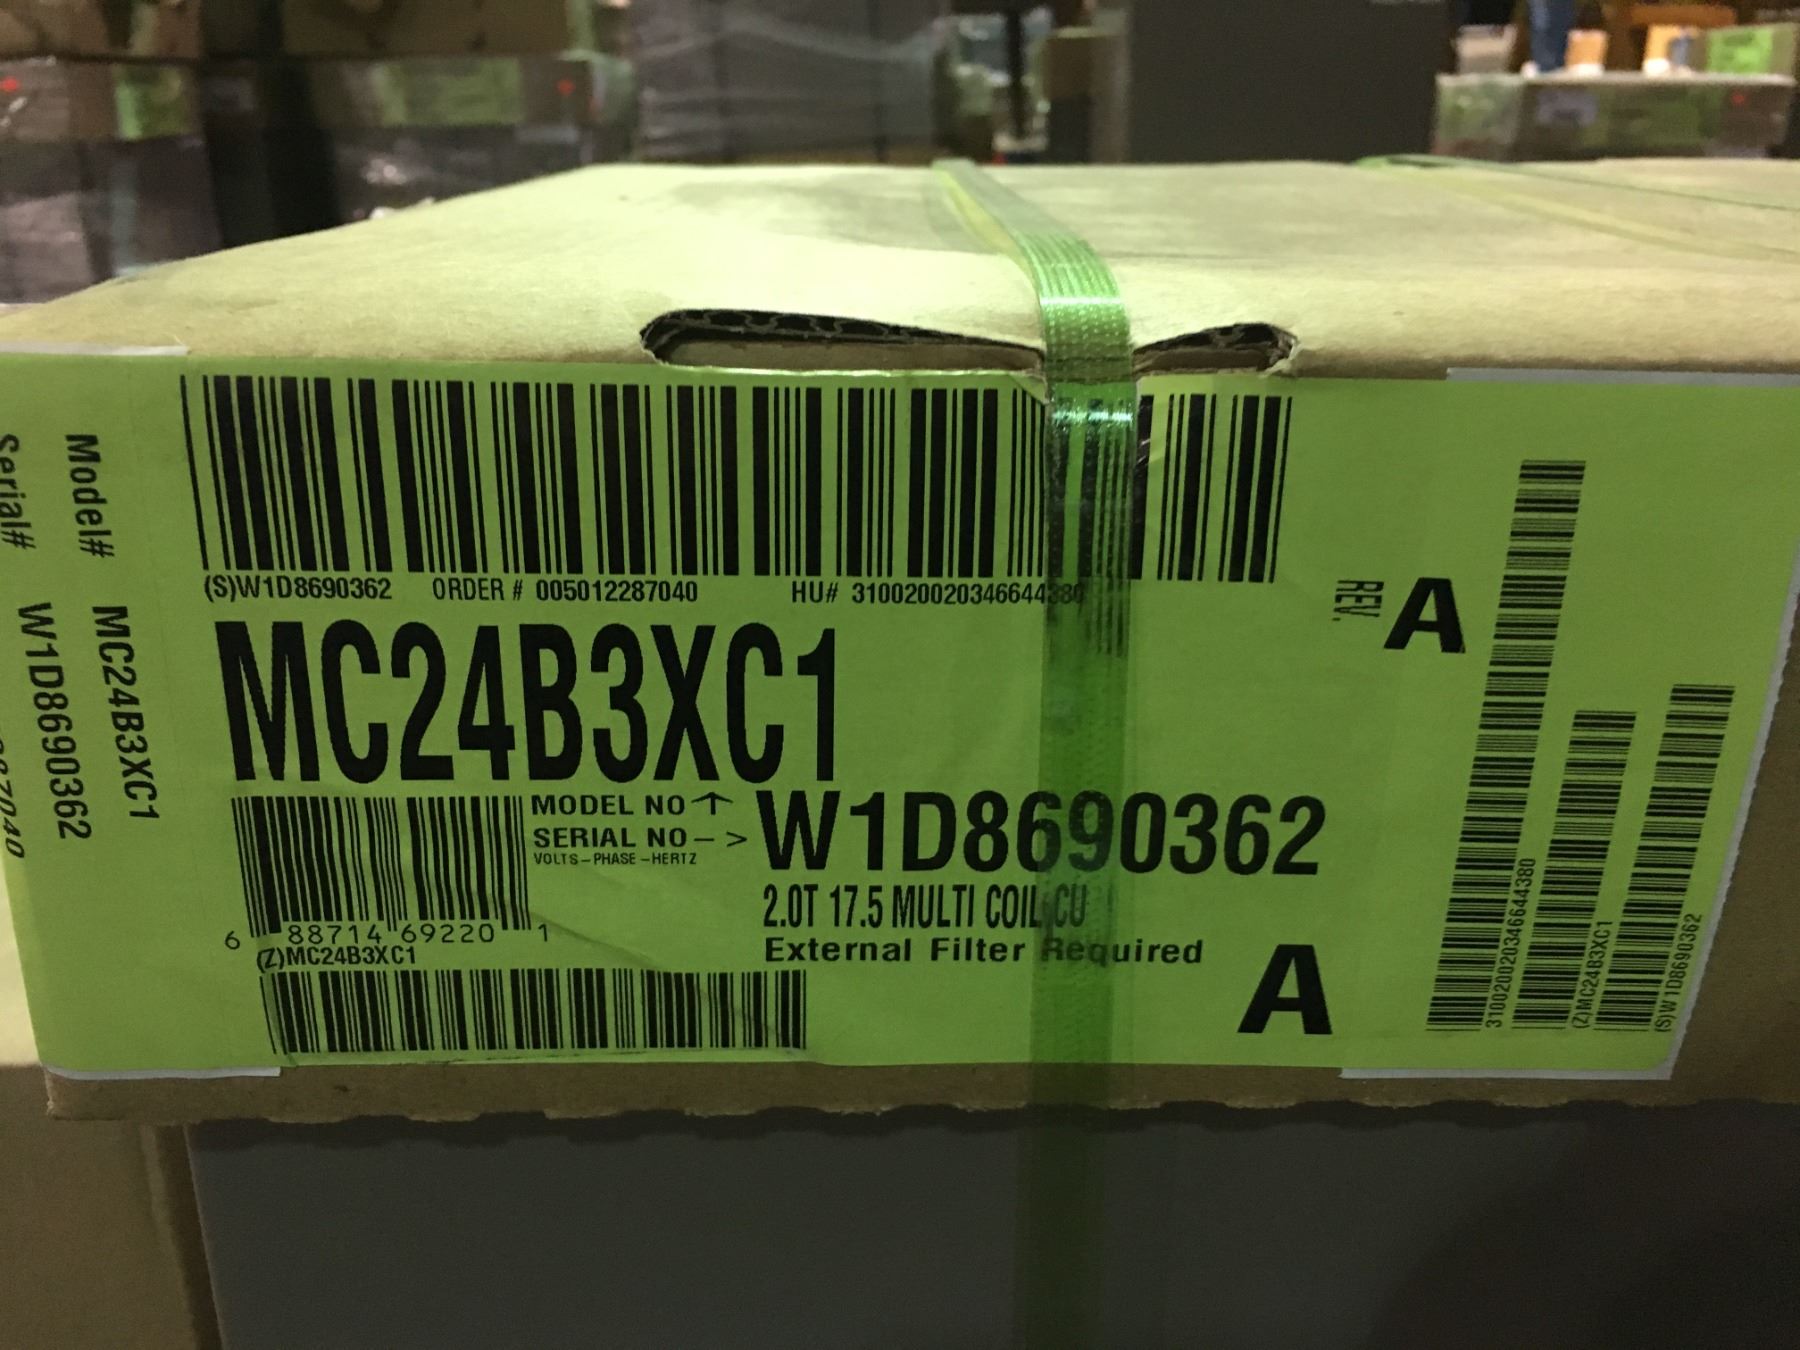 (S)W1D8690362 ORDER # 005012287040 HU# 310020020346644380
MC24B3XC1
MODEL NO ↑
SERIAL NO -> W1D8690362
VOLTS-PHASE-HERTZ
2.0T 17.5 MULTI COIL CU
External Filter Required
6 88714 69220 1
(Z)MC24B3XC1
A
REV. A
Model# MC24B3XC1
Serial# W1D8690362
310020020346644380
(Z)MC24B3XC1
(S)W1D8690362